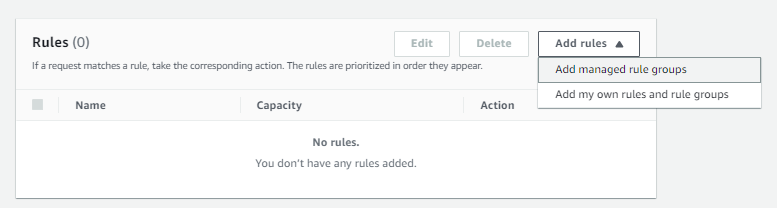 Rules (0)
Edit
Delete
Add rules
If a request matches a rule, take the corresponding action. The rules are prioritized in order they appear.
Add managed rule groups
Add my own rules and rule groups
Name
Capacity
Action
No rules.
You don't have any rules added.